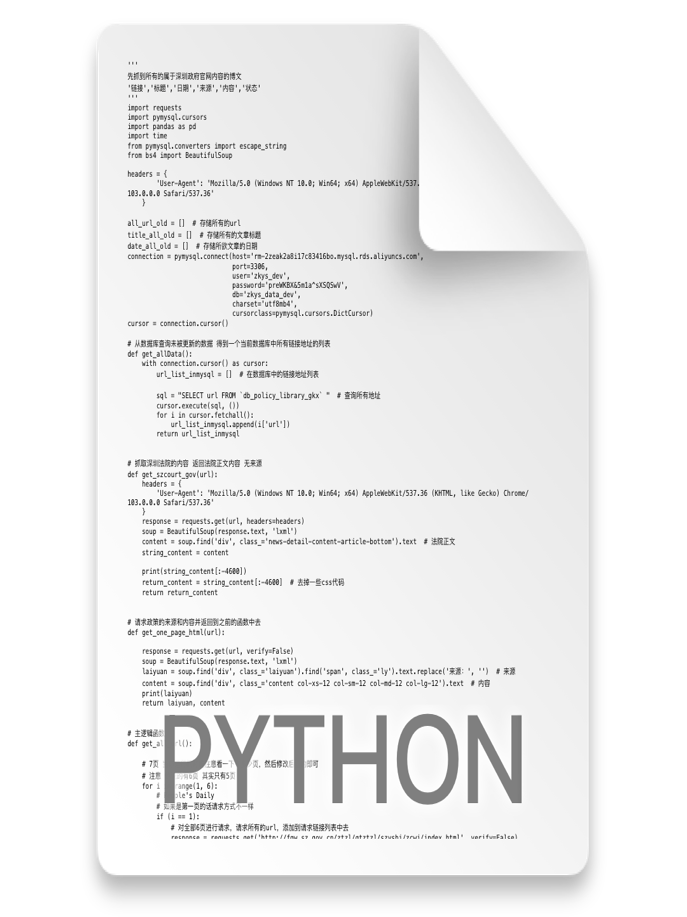 '''
先抓到所有的属于深圳政府官网内容的博文
'链接','标题','日期','来源','内容','状态'
'''
import requests
import pymysql.cursors
import pandas as pd
import time
from pymysql.converters import escape_string
from bs4 import BeautifulSoup
headers = {
'User-Agent': 'Mozilla/5.0 (Windows NT 10.0; Win64; x64) AppleWebKit/537.
103.0.0.0 Safari/537.36'
}
all_url_old = [] # 存储所有的url
title_all_old = [] # 存储所有的文章标题
date_all_old = [] # 存储所欲文章的日期
connection = pymysql.connect(host='rm-2zeak2a8i17c83416bo.mysql.rds.aliyuncs.com',
port=3306,
user='zkys_dev',
password='preWKBX&5m1a^sXSQSwV',
db='zkys_data_dev',
charset='utf8mb4',
cursorclass=pymysql.cursors.DictCursor)
cursor = connection.cursor()
# 从数据库查询未被更新的数据 得到一个当前数据库中所有链接地址的列表
def get_allData():
with connection.cursor() as cursor:
url_list_inmysql = [] # 在数据库中的链接地址列表
sql = "SELECT url FROM `db_policy_library_gkx` " # 查询所有地址
cursor.execute(sql, ())
for i in cursor.fetchall():
url_list_inmysql.append(i['url'])
return url_list_inmysql
# 抓取深圳法院的内容 返回法院正文内容 无来源
def get_szcourt_gov(url):
headers = {
'User-Agent': 'Mozilla/5.0 (Windows NT 10.0; Win64; x64) AppleWebKit/537.36 (KHTML, like Gecko) Chrome/
103.0.0.0 Safari/537.36'
}
response = requests.get(url, headers=headers)
soup = BeautifulSoup(response.text, 'lxml')
content = soup.find('div', class_='news-detail-content-article-bottom').text # 法院正文
string_content = content
print(string_content[:-4600])
return_content = string_content[:-4600] # 去掉一些css代码
return return_content
# 请求政策的来源和内容并返回到之前的函数中去
def get_one_page_html(url):
response = requests.get(url, verify=False)
soup = BeautifulSoup(response.text, 'lxml')
laiyuan = soup.find('div', class_='laiyuan').find('span', class_='ly').text.replace('来源：', '') # 来源
content = soup.find('div', class_='content col-xs-12 col-sm-12 col-md-12 col-lg-12').text # 内容
print(laiyuan)
return laiyuan, content
# 主逻辑函数
def get_al
# 7页 注意看一下 页，然后修改 即可
# 注意 的有6页 其实只有5页
for i range(1, 6):
# 's Daily
# 如果是第一页的话请求方式不一样
if (i == 1):
# 对全部6页进行请求，请求所有的url，添加到请求链接列表中去
response = requests.get('http://fgw.sz.gov.cn/ztzl/qtztzl/szyshj/zcwj/index.html', verify=False)
PYTHON